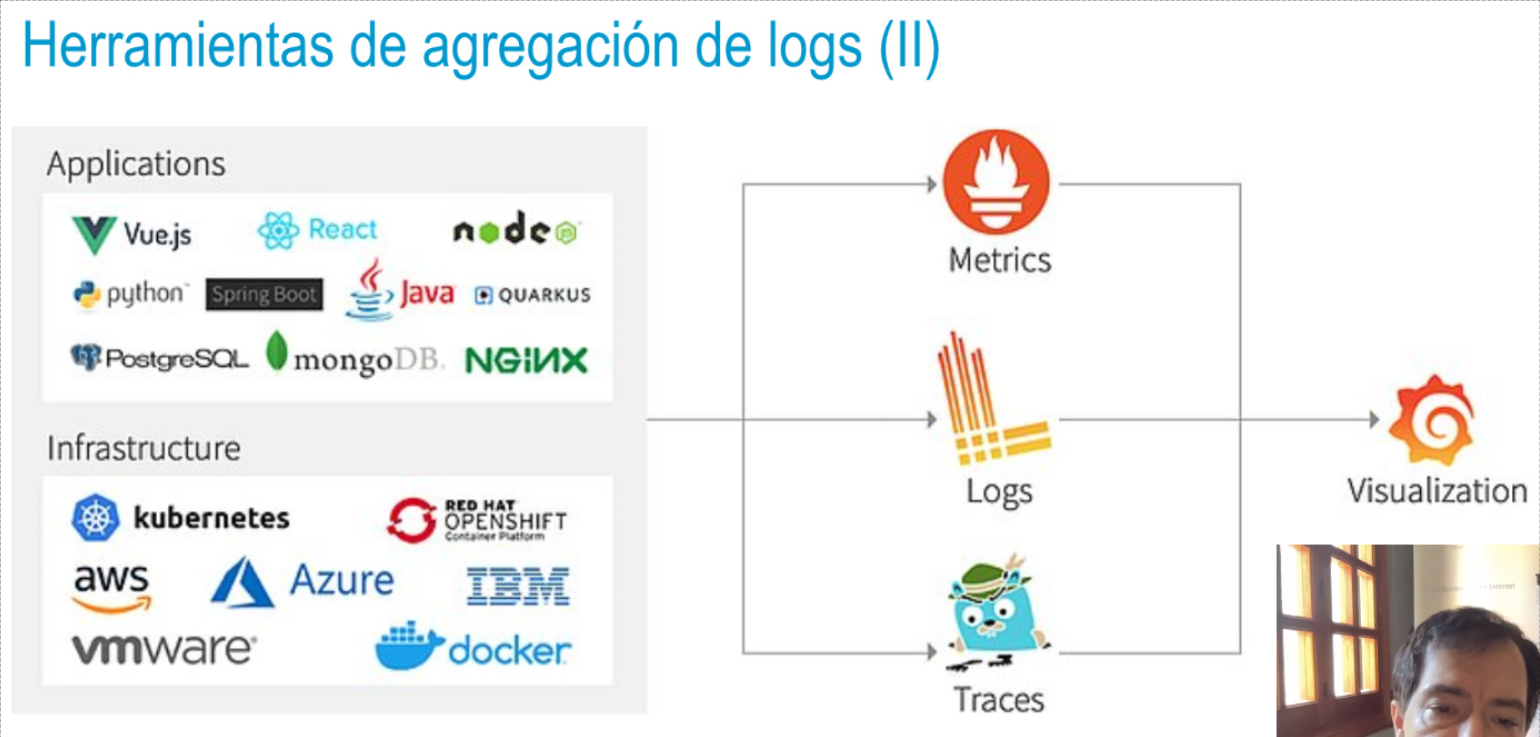 Herramientas de agregación de logs (II)
Applications
Vue.js React node js
python Spring Boot Java QUARKUS
PostgreSQL mongoDB. NGiNX
Infrastructure
kubernetes RED HAT
OPENSHIFT
Container Platform
aws Azure IBM
vmware docker
Metrics
Logs
Traces
Visualization